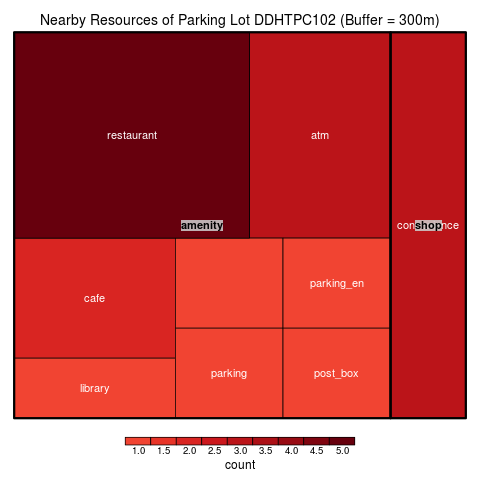 Nearby Resources of Parking Lot DDHTPC102 (Buffer = 300m)
restaurant
atm
amenity
shop
cafe
parking_en
library
parking
post_box
1.0 1.5 2.0 2.5 3.0 3.5 4.0 4.5 5.0
count